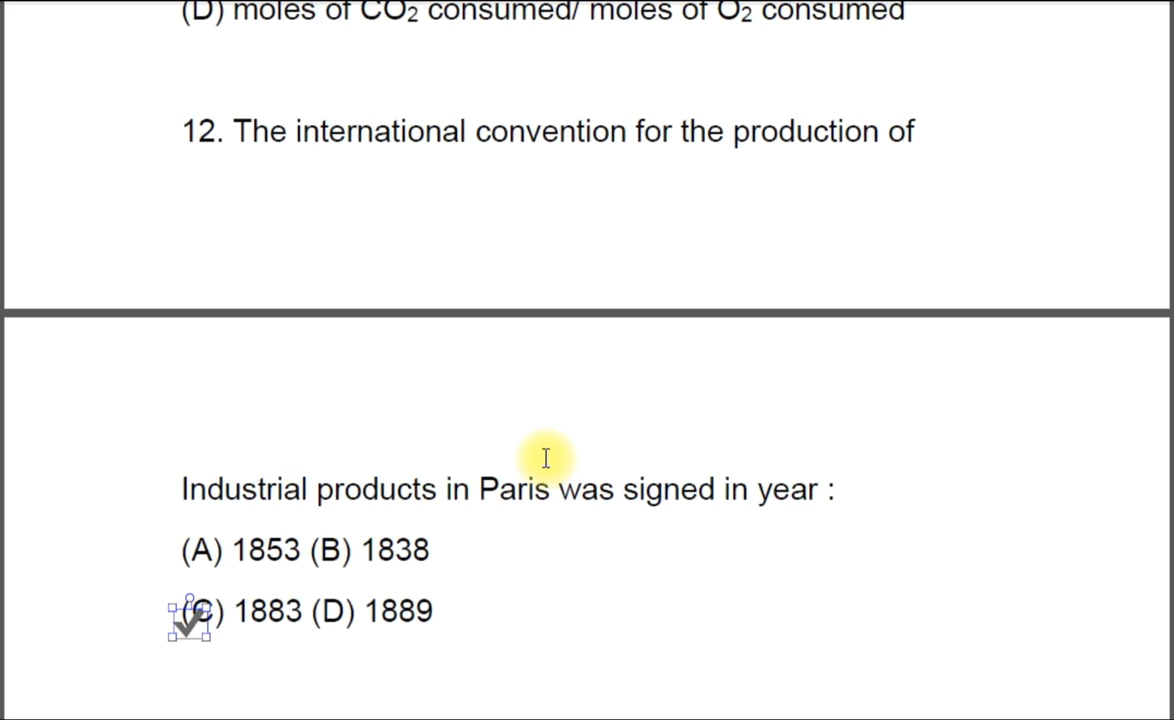 (D) moles of CO₂ consumed/ moles of O₂ consumed
12. The international convention for the production of
Industrial products in Paris was signed in year :
(A) 1853 (B) 1838
(C) 1883 (D) 1889